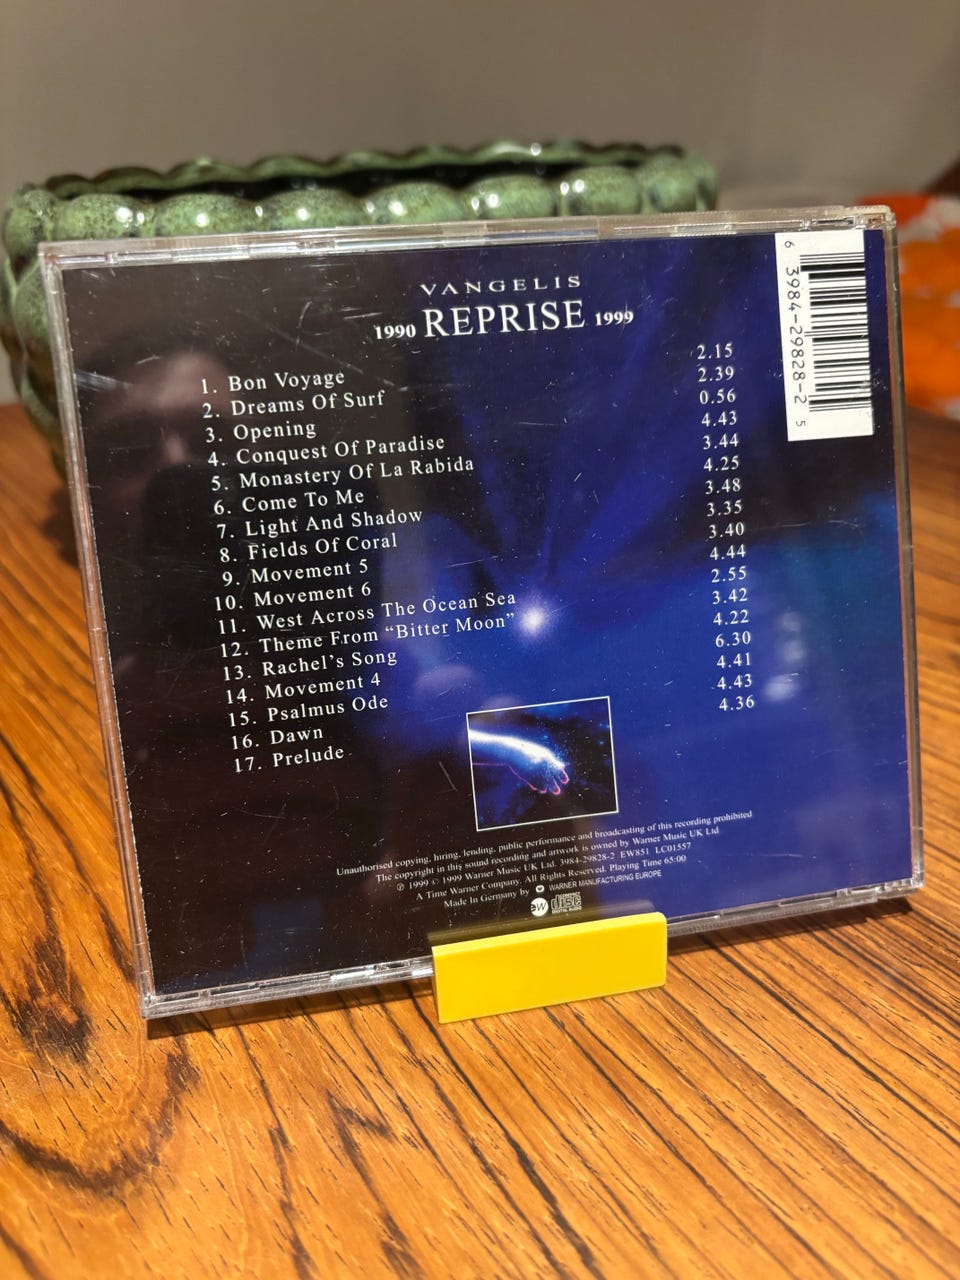 VANGELIS
1990 REPRISE 1999
1. Bon Voyage 2.15
2. Dreams Of Surf 2.39
3. Opening 0.56
4. Conquest Of Paradise 4.43
5. Monastery Of La Rabida 3.44
6. Come To Me 4.25
7. Light And Shadow 3.48
8. Fields Of Coral 3.35
9. Movement 5 3.40
10. Movement 6 4.44
11. West Across The Ocean Sea 2.55
12. Theme From “Bitter Moon” 3.42
13. Rachel’s Song 4.22
14. Movement 4 6.30
15. Psalmus Ode 4.41
16. Dawn 4.43
17. Prelude 4.36
6 3984-29828-2 5
Unauthorised copying, hiring, lending, public performance and broadcasting of this recording prohibited
The copyright in this sound recording and artwork is owned by Warner Music UK Ltd
℗ 1999 © 1999 Warner Music UK Ltd. 3984-29828-2 EW851 LC01557
A Time Warner Company. All Rights Reserved. Playing Time 65:00
Made In Germany by WARNER MANUFACTURING EUROPE
ew COMPACT disc DIGITAL AUDIO